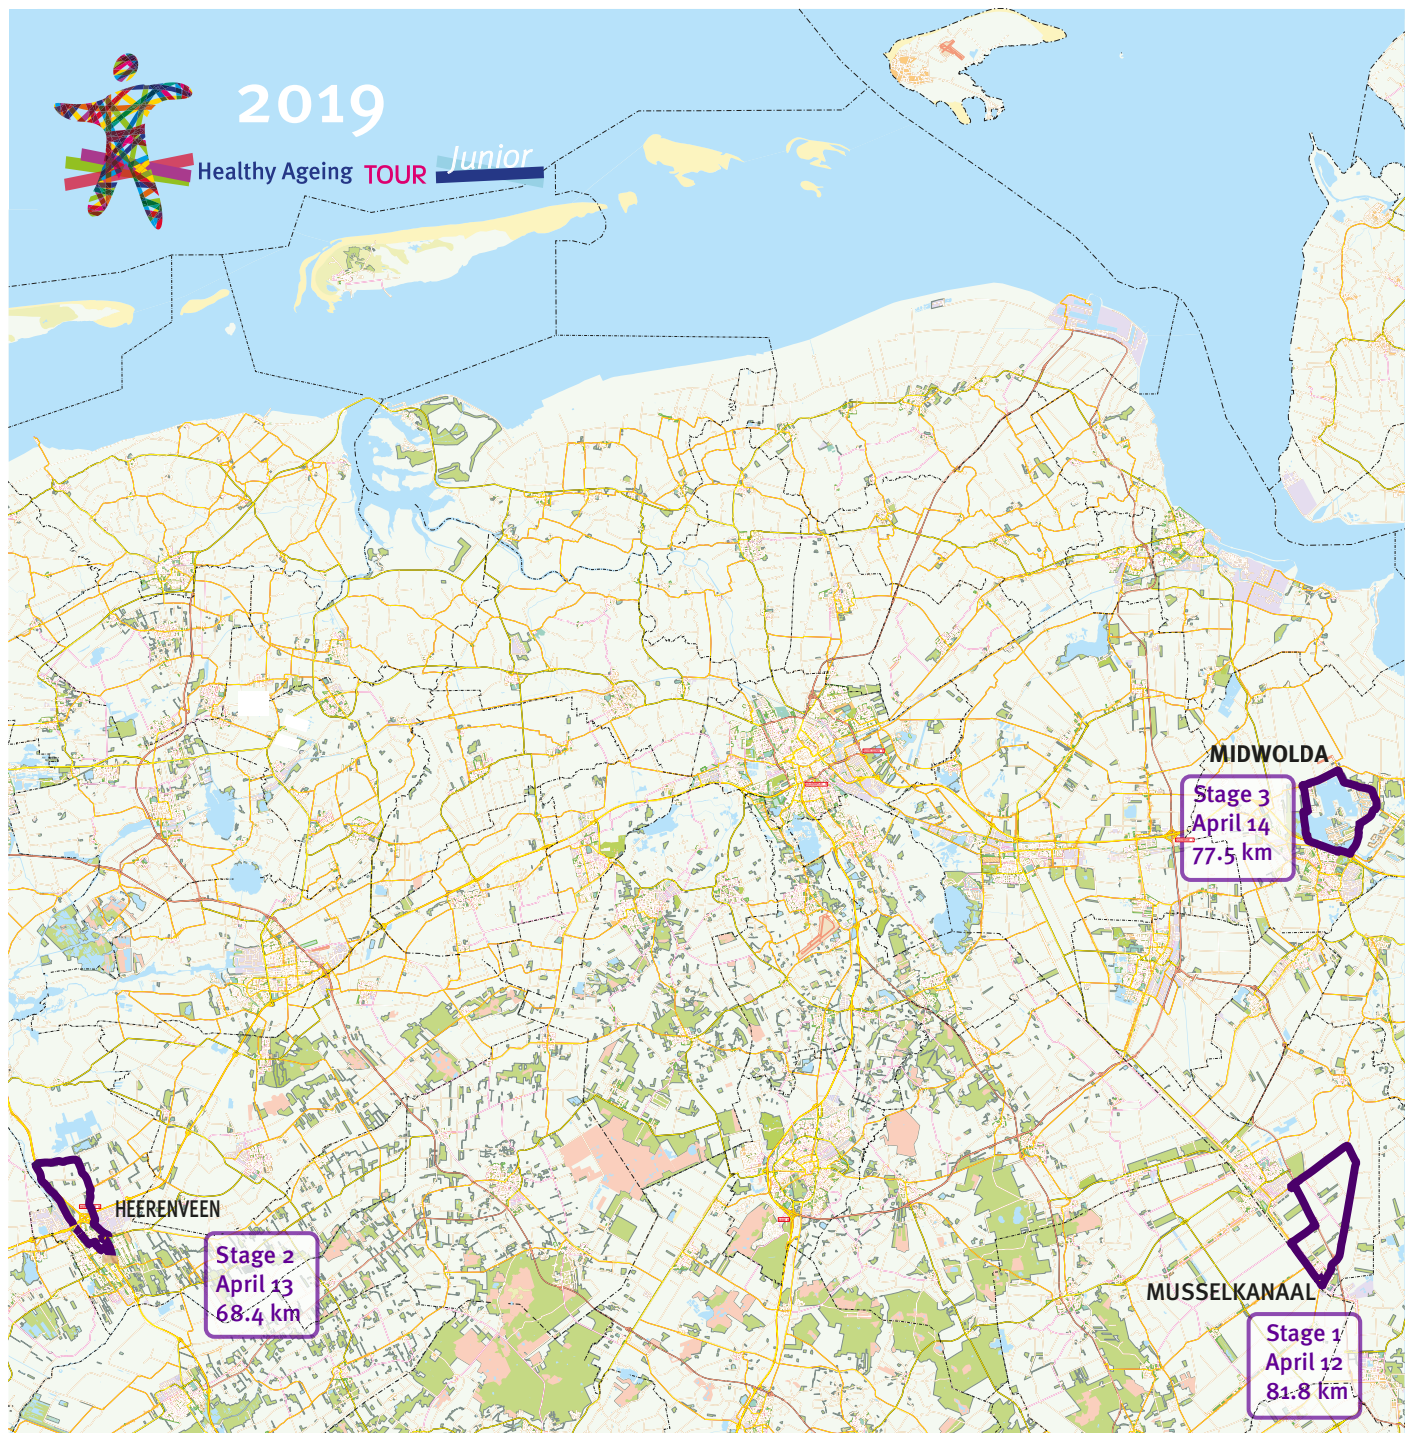 2019
Healthy Ageing TOUR Junior
MIDWOLDA
Stage 3
April 14
77.5 km
HEERENVEEN
Stage 2
April 13
68.4 km
MUSSELKANAAL
Stage 1
April 12
81.8 km